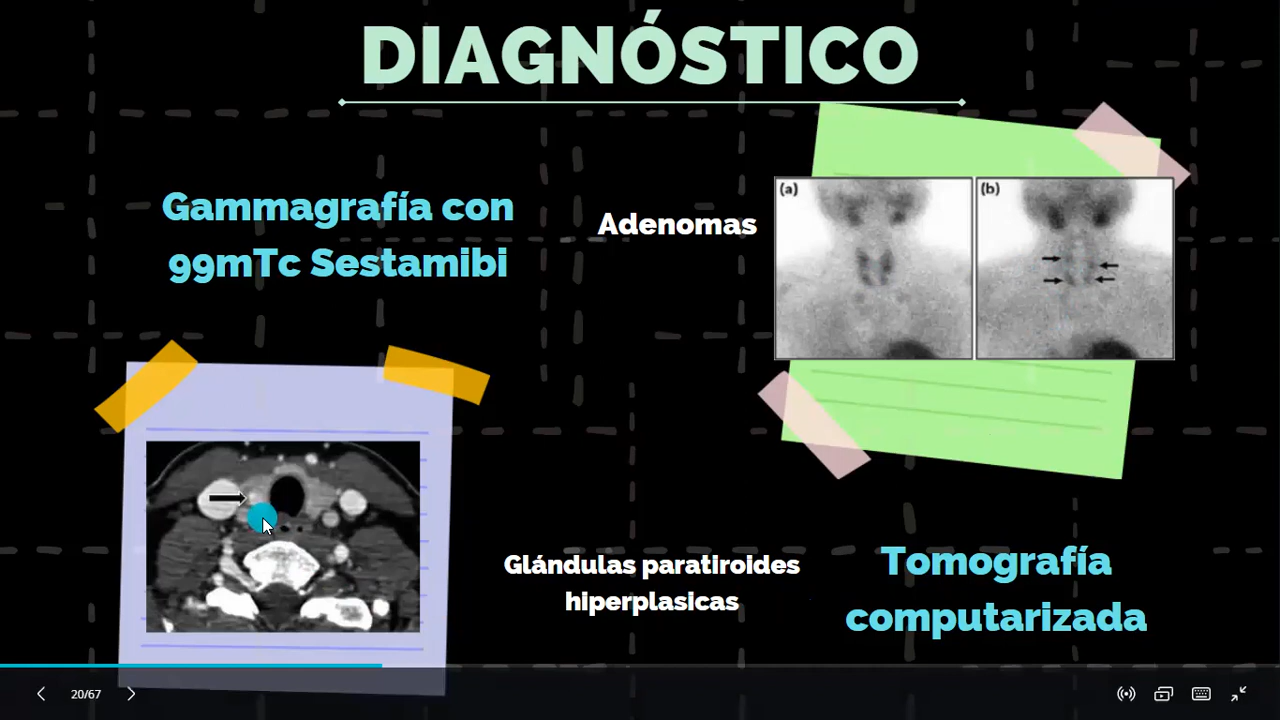 DIAGNÓSTICO
Gammagrafía con
99mTc Sestamibi
Adenomas
(a)
(b)
Glándulas paratiroides
hiperplasicas
Tomografía
computarizada
20/67